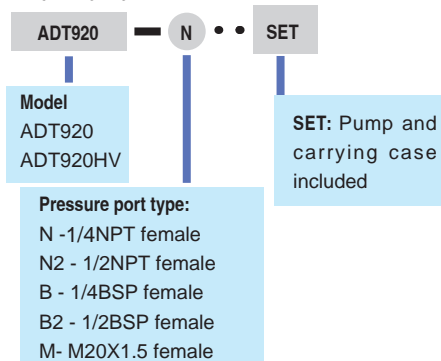 ADT920 — N • • SET
Model
ADT920
ADT920HV
SET: Pump and
carrying case
included
Pressure port type:
N -1/4NPT female
N2 - 1/2NPT female
B - 1/4BSP female
B2 - 1/2BSP female
M- M20X1.5 female